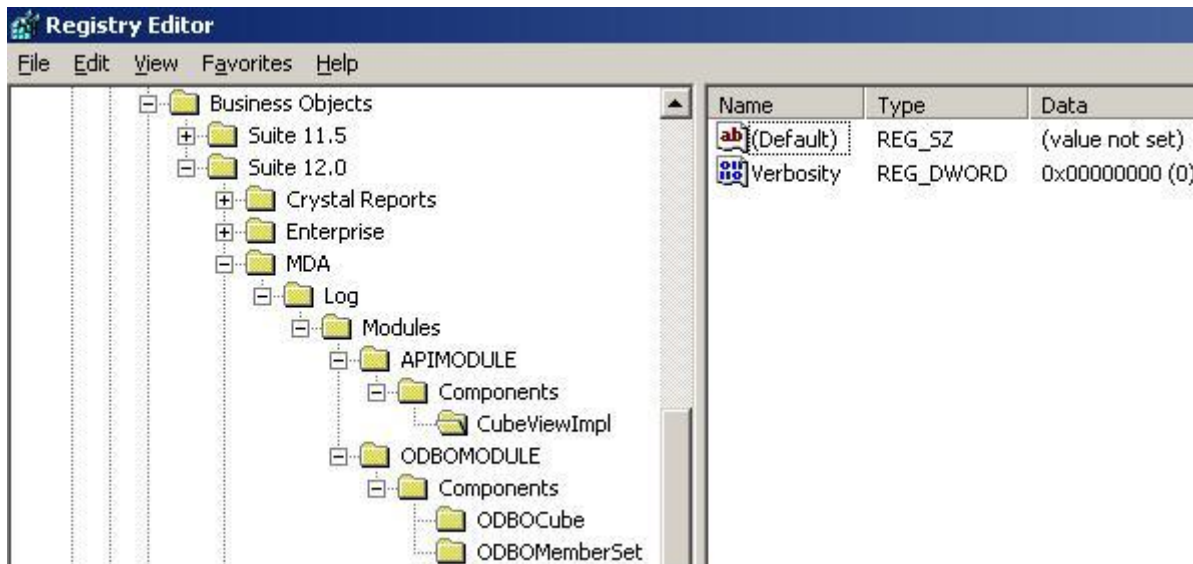 Registry Editor
File Edit View Favorites Help
Business Objects
Suite 11.5
Suite 12.0
Crystal Reports
Enterprise
MDA
Log
Modules
APIMODULE
Components
CubeViewImpl
ODBOMODULE
Components
ODBOCube
ODBOMemberSet
Name Type Data
(Default) REG_SZ (value not set)
Verbosity REG_DWORD 0x00000000 (0)